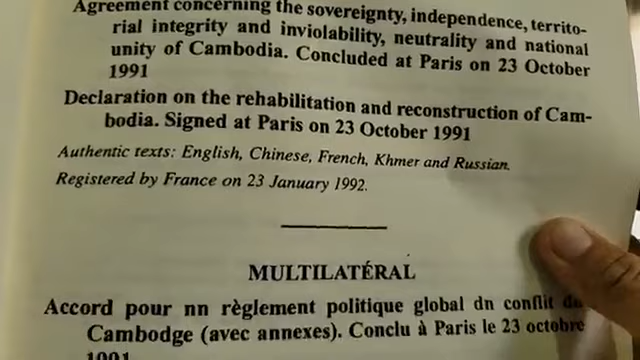 Agreement concerning the sovereignty, independence, territo-
rial integrity and inviolability, neutrality and national
unity of Cambodia. Concluded at Paris on 23 October
1991
Declaration on the rehabilitation and reconstruction of Cam-
bodia. Signed at Paris on 23 October 1991
Authentic texts: English, Chinese, French, Khmer and Russian.
Registered by France on 23 January 1992.
MULTILATÉRAL
Accord pour nn règlement politique global dn conflit du
Cambodge (avec annexes). Conclu à Paris le 23 octobre
1991